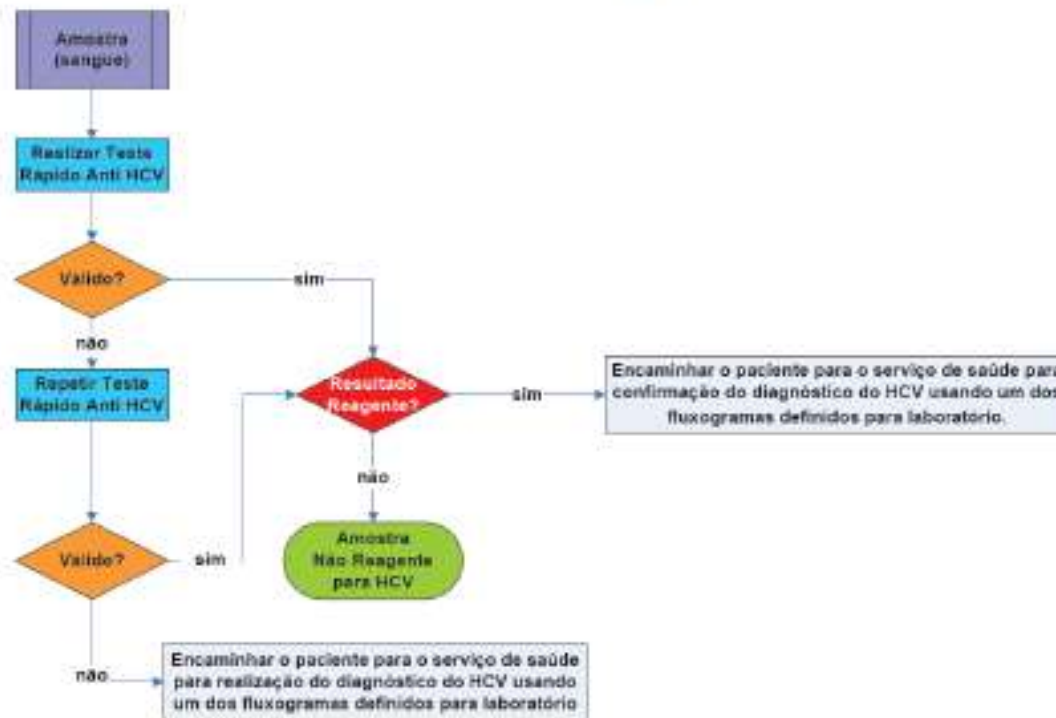 Amostra
(sangue)
Realizar Teste
Rápido Anti HCV
Valido?
sim
não
Repetir Teste
Rápido Anti HCV
Resultado
Reagente?
sim
Encaminhar o paciente para o serviço de saúde para
confirmação do diagnóstico do HCV usando um dos
fluxogramas definidos para laboratório.
não
Amostra
Não Reagente
para HCV
Valido?
sim
não
Encaminhar o paciente para o serviço de saúde
para realização do diagnóstico do HCV usando
um dos fluxogramas definidos para laboratório